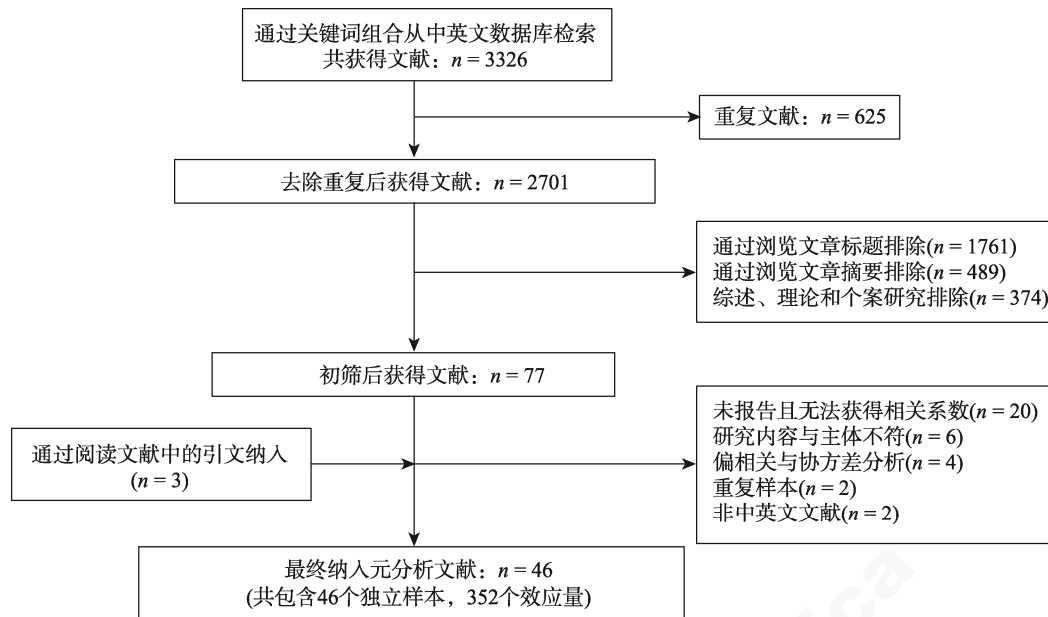 通过关键词组合从中英文数据库检索
共获得文献：n = 3326
重复文献：n = 625
去除重复后获得文献：n = 2701
通过浏览文章标题排除(n = 1761)
通过浏览文章摘要排除(n = 489)
综述、理论和个案研究排除(n = 374)
初筛后获得文献：n = 77
通过阅读文献中的引文纳入
(n = 3)
未报告且无法获得相关系数(n = 20)
研究内容与主体不符(n = 6)
偏相关与协方差分析(n = 4)
重复样本(n = 2)
非中英文文献(n = 2)
最终纳入元分析文献：n = 46
(共包含46个独立样本，352个效应量)